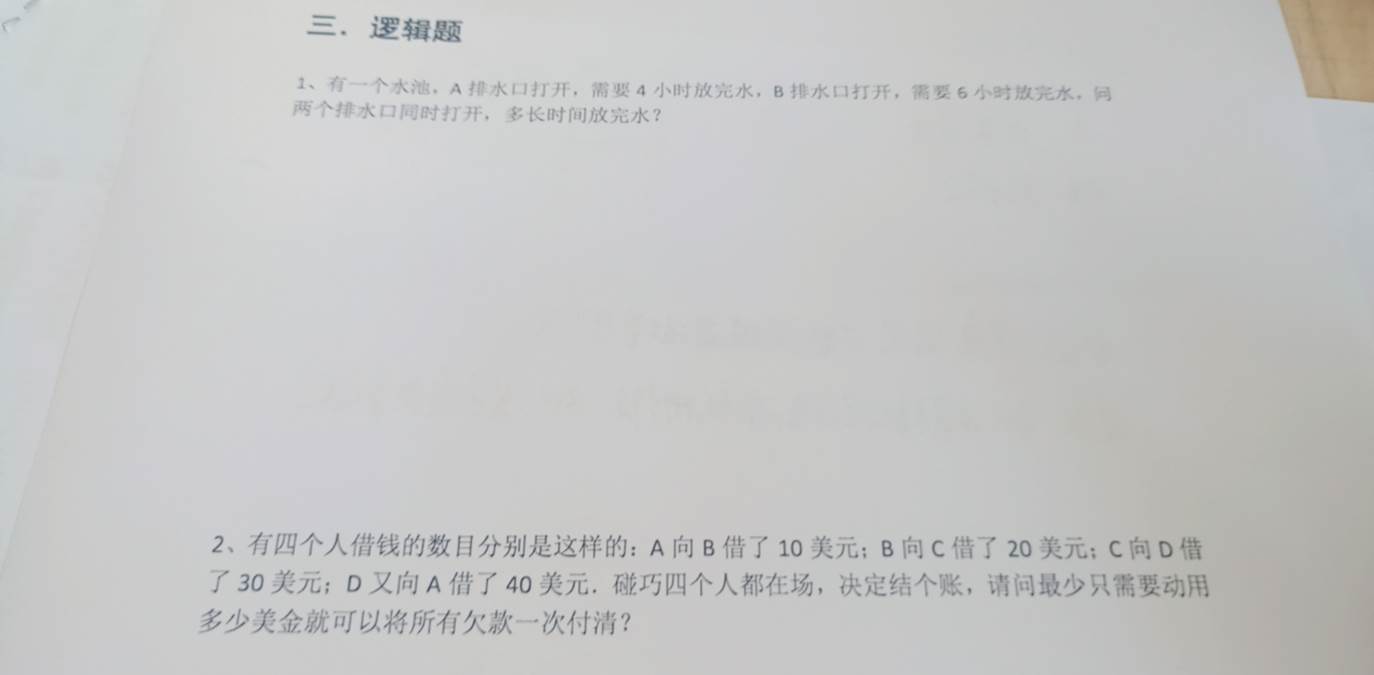 三．逻辑题
1、有一个水池，A 排水口打开，需要 4 小时放完水，B 排水口打开，需要 6 小时放完水。问
两个排水口同时打开，多长时间放完水？
2、有四个人借钱的数目分别是这样的：A 向 B 借了 10 美元；B 向 C 借了 20 美元；C 向 D 借
了 30 美元；D 又向 A 借了 40 美元．碰巧四个人都在场，决定结个账，请问最少只需要动用
多少美金就可以将所有欠款一次付清？